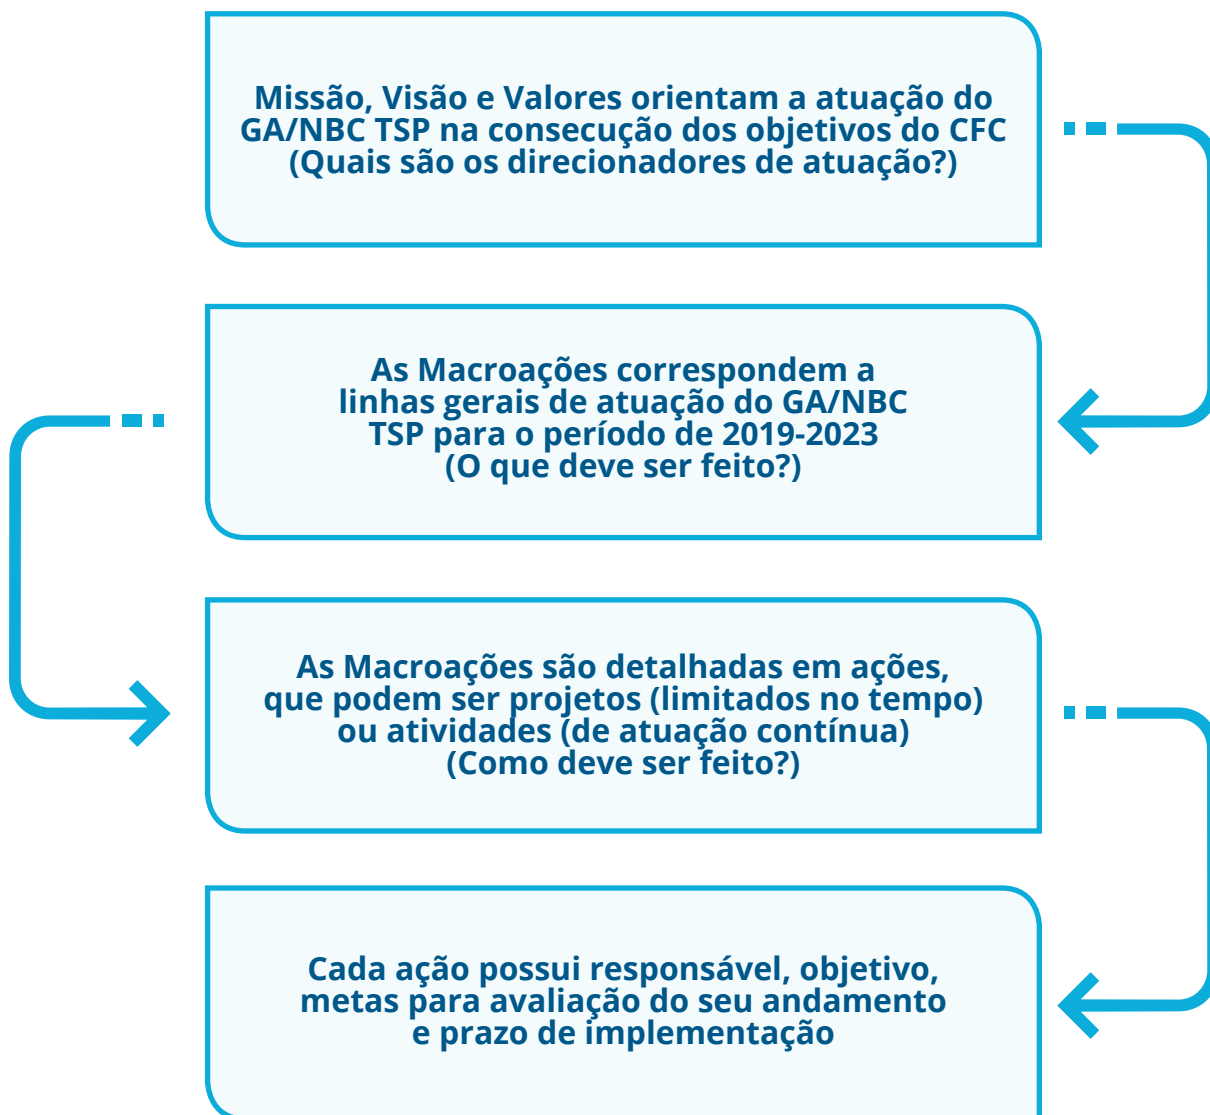 Missão, Visão e Valores orientam a atuação do
GA/NBC TSP na consecução dos objetivos do CFC
(Quais são os direcionadores de atuação?)
As Macroações correspondem a
linhas gerais de atuação do GA/NBC
TSP para o período de 2019-2023
(O que deve ser feito?)
As Macroações são detalhadas em ações,
que podem ser projetos (limitados no tempo)
ou atividades (de atuação contínua)
(Como deve ser feito?)
Cada ação possui responsável, objetivo,
metas para avaliação do seu andamento
e prazo de implementação